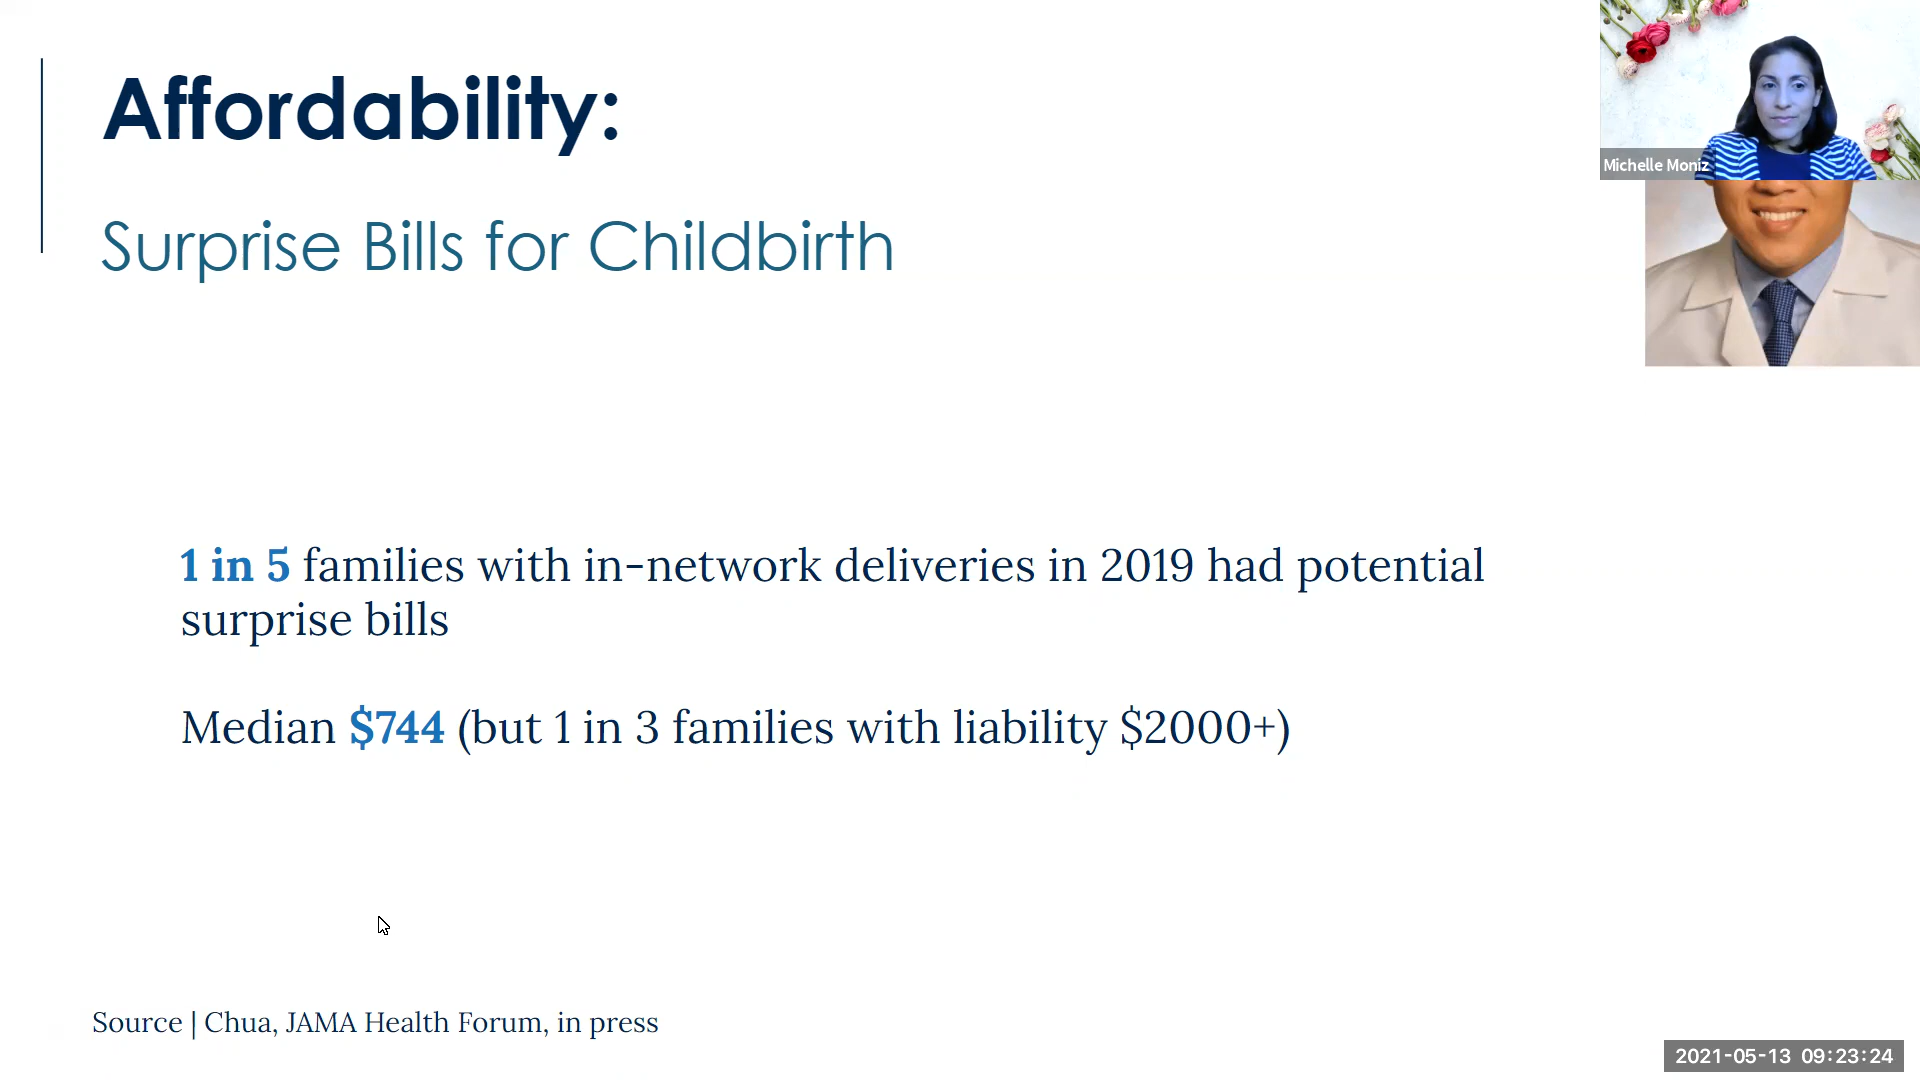 Affordability:
Michelle Moniz
Surprise Bills for Childbirth
1 in 5 families with in-network deliveries in 2019 had potential
surprise bills
Median $744 (but 1 in 3 families with liability $2000+)
Source | Chua, JAMA Health Forum, in press
2021-05-13 09:23:24